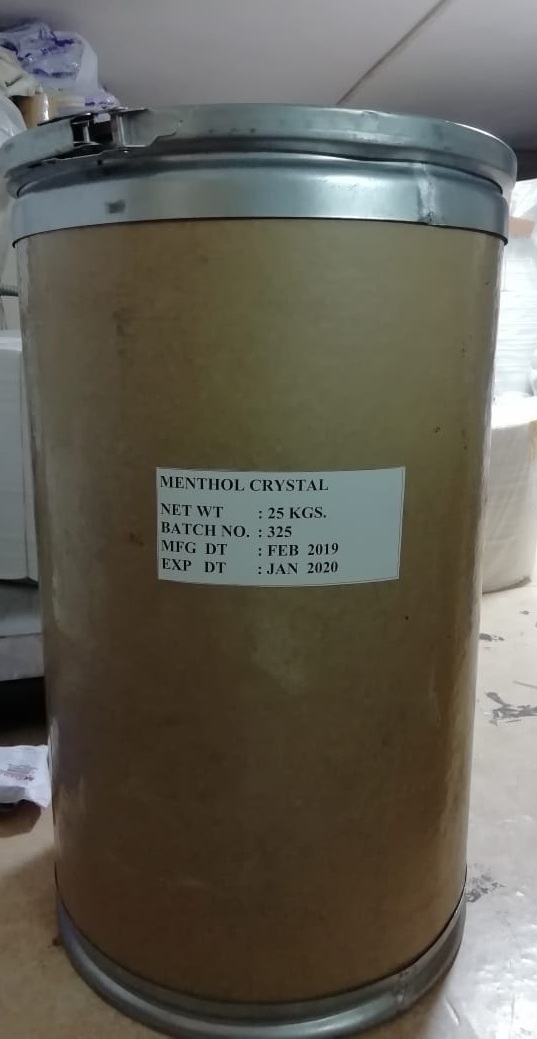 MENTHOL CRYSTAL
NET WT : 25 KGS.
BATCH NO. : 325
MFG DT : FEB 2019
EXP DT : JAN 2020